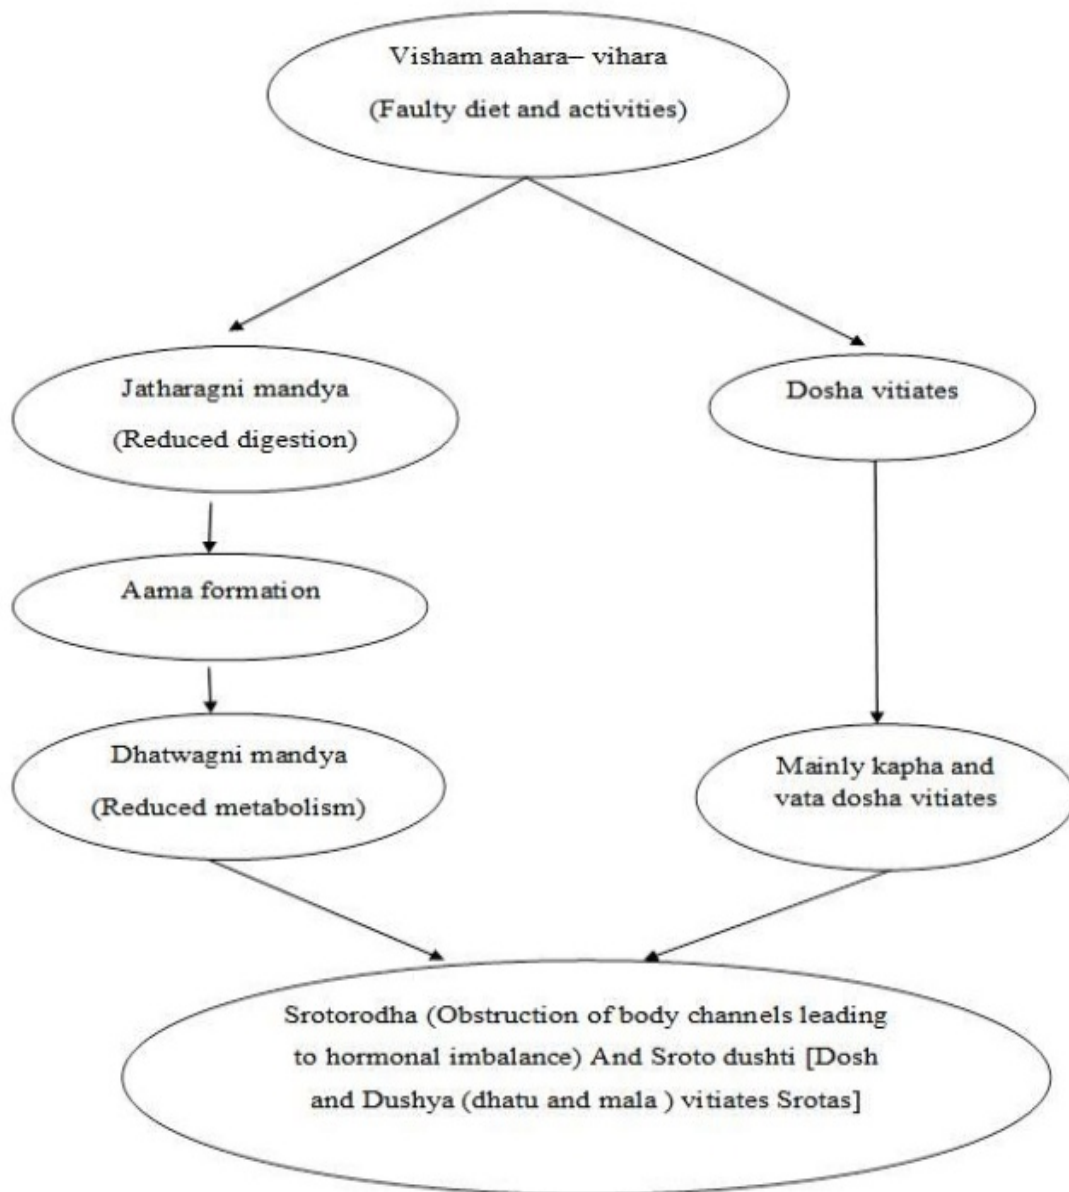 Visham aahara– vihara
(Faulty diet and activities)
Jatharagni mandya
(Reduced digestion)
Dosha vitiates
Aama formation
Dhatwagni mandya
(Reduced metabolism)
Mainly kapha and
vata dosha vitiates
Srotorodha (Obstruction of body channels leading
to hormonal imbalance) And Sroto dushti [Dosh
and Dushya (dhatu and mala ) vitiates Srotas]